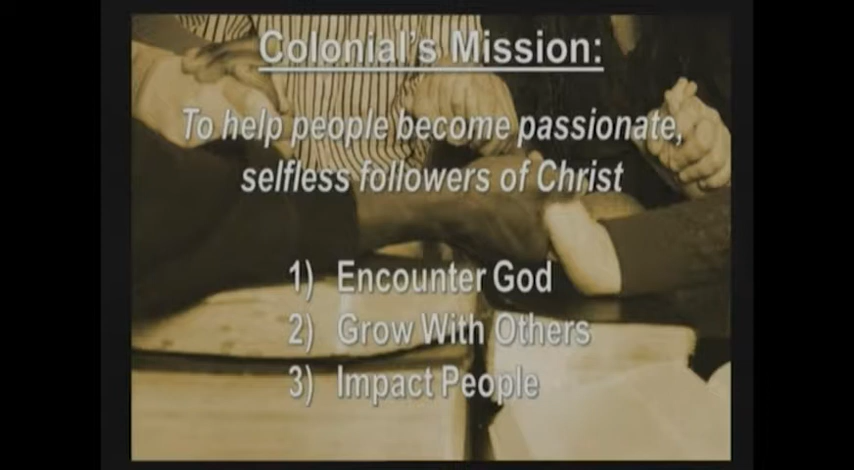 Colonial's Mission:
To help people become passionate,
selfless followers of Christ
1) Encounter God
2) Grow With Others
3) Impact People